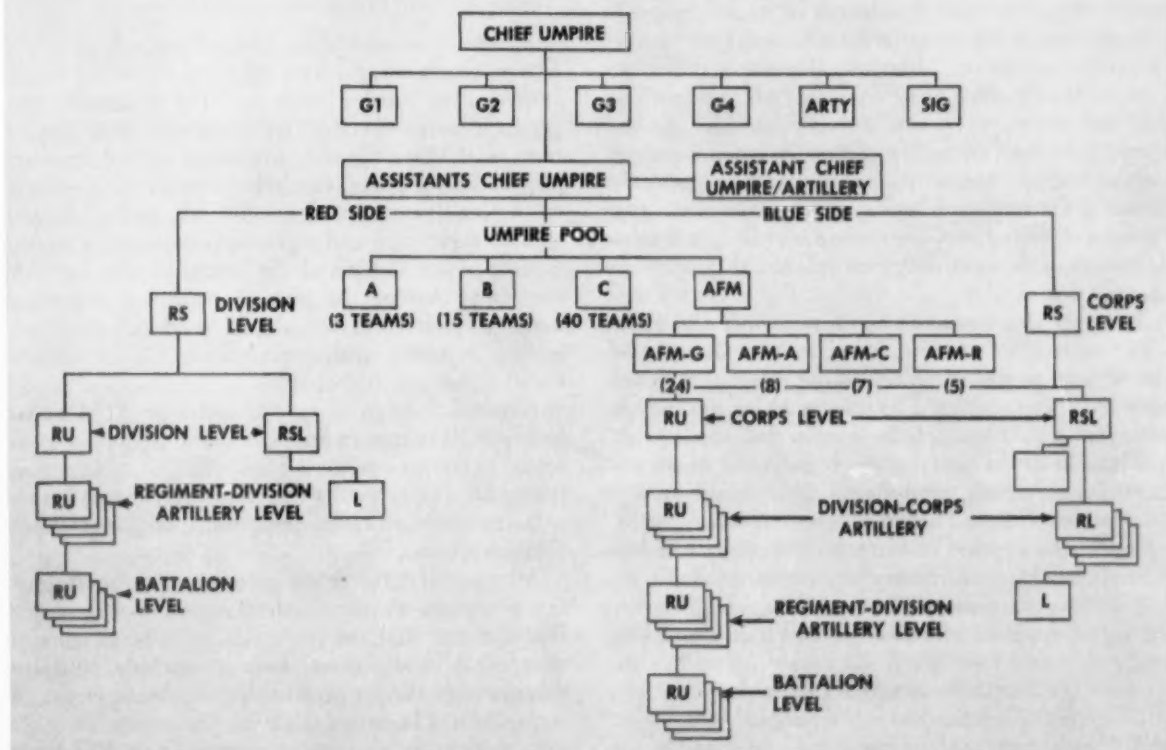 CHIEF UMPIRE
G1 G2 G3 G4 ARTY SIG
ASSISTANTS CHIEF UMPIRE
ASSISTANT CHIEF
UMPIRE/ARTILLERY
RED SIDE
BLUE SIDE
UMPIRE POOL
RS
DIVISION
LEVEL
A
(3 TEAMS)
B
(15 TEAMS)
C
(40 TEAMS)
AFM
RS
CORPS
LEVEL
AFM-G
(24)
AFM-A
(8)
AFM-C
(7)
AFM-R
(5)
RU
DIVISION LEVEL
RSL
RU
REGIMENT-DIVISION
ARTILLERY LEVEL
L
RU
BATTALION
LEVEL
RU
CORPS LEVEL
RSL
RU
DIVISION-CORPS
ARTILLERY
RL
L
RU
REGIMENT-DIVISION
ARTILLERY LEVEL
RU
BATTALION
LEVEL